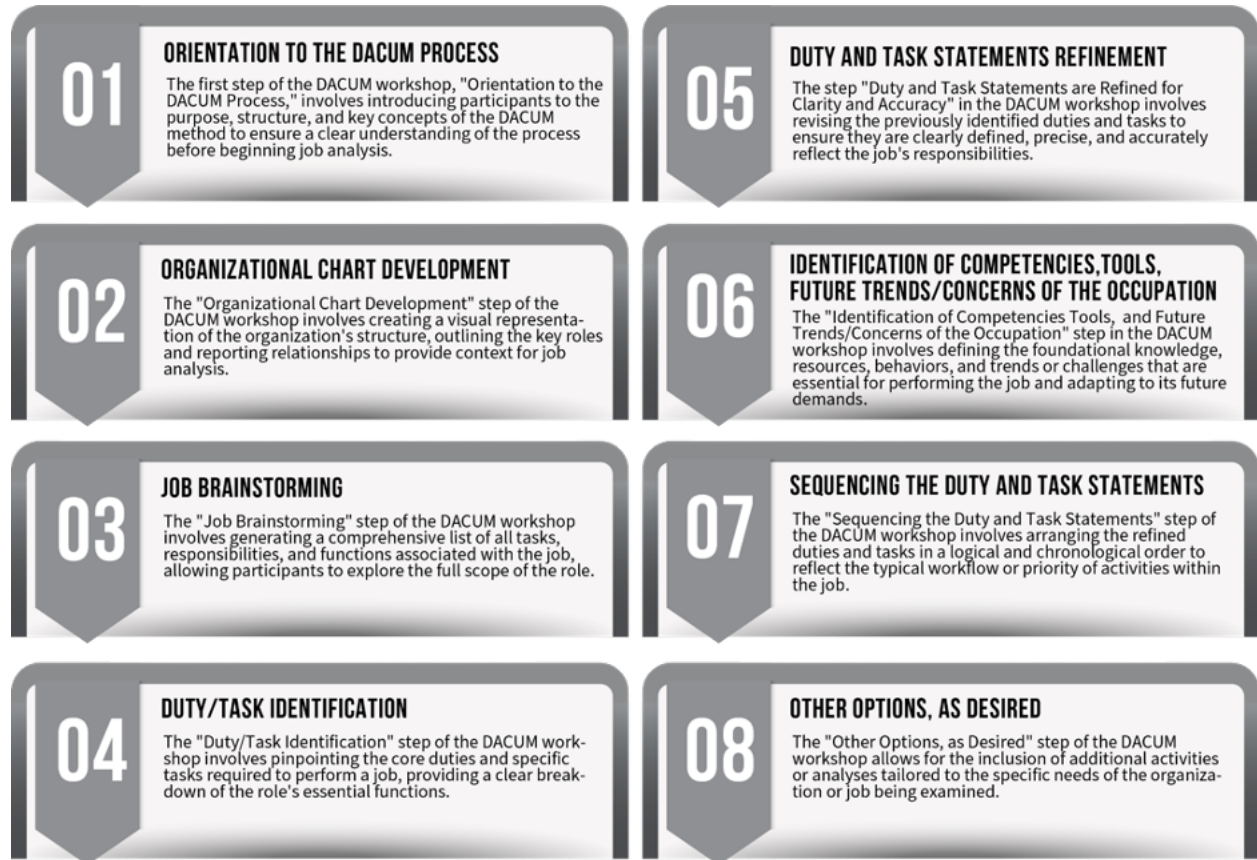 01
ORIENTATION TO THE DACUM PROCESS
The first step of the DACUM workshop, "Orientation to the
DACUM Process," involves introducing participants to the
purpose, structure, and key concepts of the DACUM
method to ensure a clear understanding of the process
before beginning job analysis.
02
ORGANIZATIONAL CHART DEVELOPMENT
The "Organizational Chart Development" step of the
DACUM workshop involves creating a visual representa-
tion of the organization's structure, outlining the key roles
and reporting relationships to provide context for job
analysis.
03
JOB BRAINSTORMING
The "Job Brainstorming" step of the DACUM workshop
involves generating a comprehensive list of all tasks,
responsibilities, and functions associated with the job,
allowing participants to explore the full scope of the role.
04
DUTY/TASK IDENTIFICATION
The "Duty/Task Identification" step of the DACUM work-
shop involves pinpointing the core duties and specific
tasks required to perform a job, providing a clear break-
down of the role's essential functions.
05
DUTY AND TASK STATEMENTS REFINEMENT
The step "Duty and Task Statements are Refined for
Clarity and Accuracy" in the DACUM workshop involves
revising the previously identified duties and tasks to
ensure they are clearly defined, precise, and accurately
reflect the job's responsibilities.
06
IDENTIFICATION OF COMPETENCIES,TOOLS,
FUTURE TRENDS/CONCERNS OF THE OCCUPATION
The "Identification of Competencies Tools, and Future
Trends/Concerns of the Occupation" step in the DACUM
workshop involves defining the foundational knowledge,
resources, behaviors, and trends or challenges that are
essential for performing the job and adapting to its future
demands.
07
SEQUENCING THE DUTY AND TASK STATEMENTS
The "Sequencing the Duty and Task Statements" step of
the DACUM workshop involves arranging the refined
duties and tasks in a logical and chronological order to
reflect the typical workflow or priority of activities within
the job.
08
OTHER OPTIONS, AS DESIRED
The "Other Options, as Desired" step of the DACUM
workshop allows for the inclusion of additional activities
or analyses tailored to the specific needs of the organiza-
tion or job being examined.